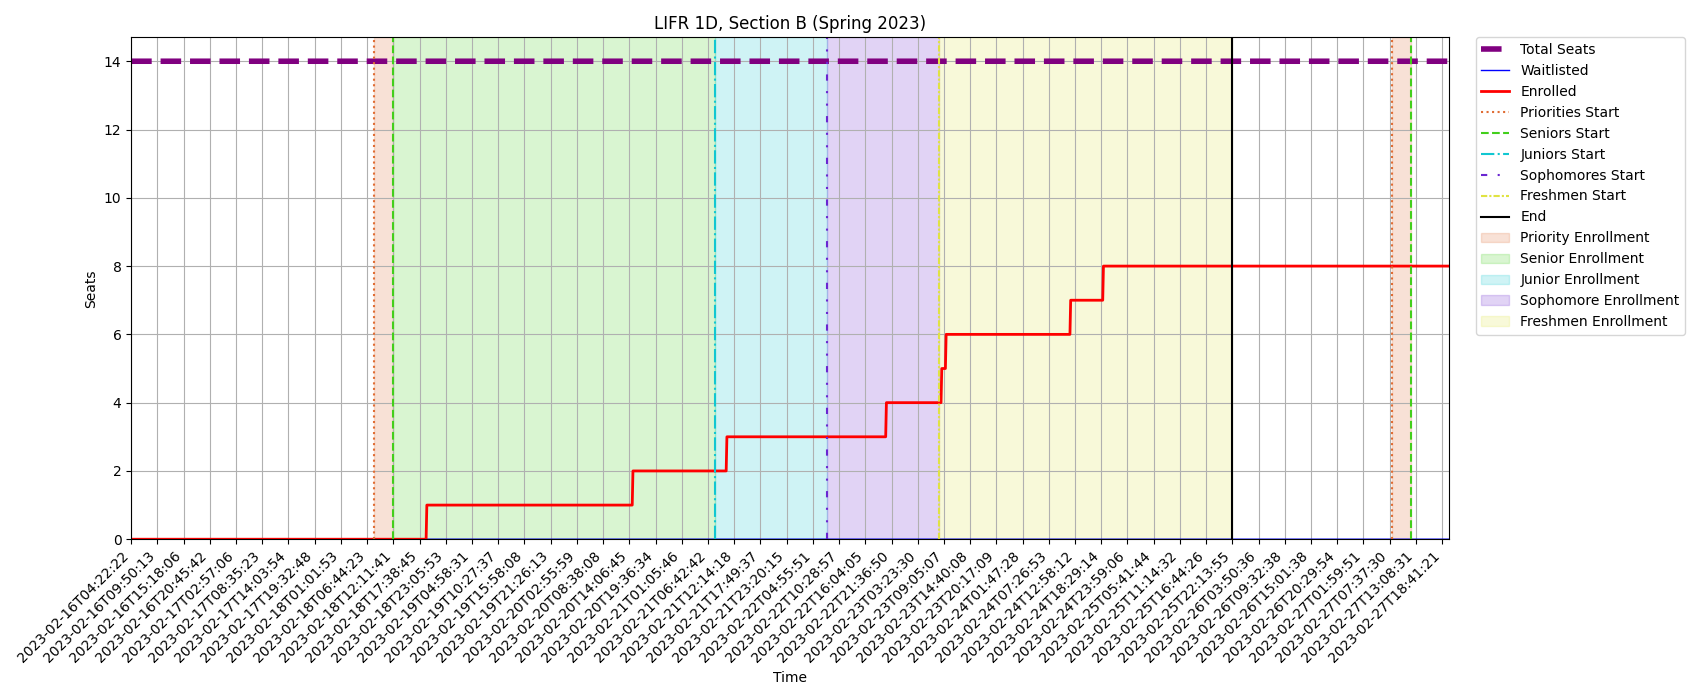 LIFR 1D, Section B (Spring 2023)
14
12
10
8
6
4
2
0
Seats
2023-02-16T04:22:22
2023-02-16T09:50:13
2023-02-16T15:18:06
2023-02-16T20:45:42
2023-02-17T02:57:06
2023-02-17T08:35:23
2023-02-17T14:03:54
2023-02-17T19:32:48
2023-02-18T01:01:53
2023-02-18T06:44:23
2023-02-18T12:11:41
2023-02-18T17:38:45
2023-02-18T23:05:53
2023-02-19T04:58:31
2023-02-19T10:27:37
2023-02-19T15:58:08
2023-02-19T21:26:13
2023-02-20T02:55:59
2023-02-20T08:38:08
2023-02-20T14:06:45
2023-02-20T19:36:34
2023-02-21T01:05:46
2023-02-21T06:42:42
2023-02-21T12:14:18
2023-02-21T17:49:37
2023-02-21T23:20:15
2023-02-22T04:55:51
2023-02-22T10:28:57
2023-02-22T16:04:05
2023-02-22T21:36:50
2023-02-23T03:23:30
2023-02-23T09:05:07
2023-02-23T14:40:08
2023-02-23T20:17:09
2023-02-24T01:47:28
2023-02-24T07:26:53
2023-02-24T12:58:12
2023-02-24T18:29:14
2023-02-24T23:59:06
2023-02-25T05:41:44
2023-02-25T11:14:32
2023-02-25T16:44:26
2023-02-25T22:13:55
2023-02-26T03:50:36
2023-02-26T09:32:38
2023-02-26T15:01:38
2023-02-26T20:29:54
2023-02-27T01:59:51
2023-02-27T07:37:30
2023-02-27T13:08:31
2023-02-27T18:41:21
Time
Total Seats
Waitlisted
Enrolled
Priorities Start
Seniors Start
Juniors Start
Sophomores Start
Freshmen Start
End
Priority Enrollment
Senior Enrollment
Junior Enrollment
Sophomore Enrollment
Freshmen Enrollment